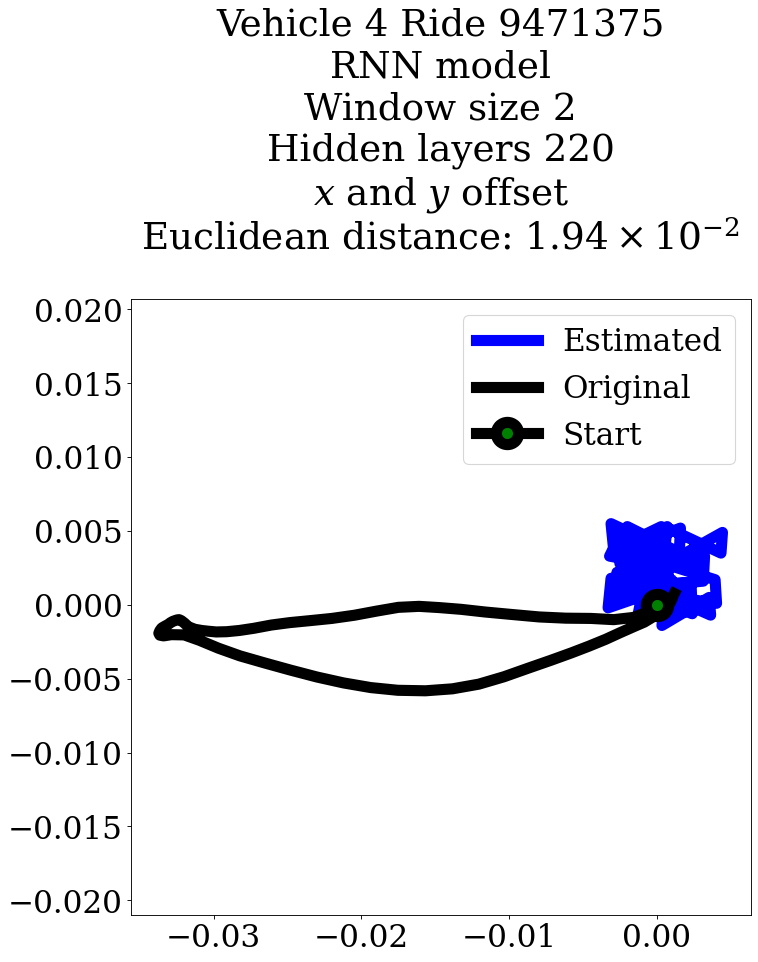 Vehicle 4 Ride 9471375
RNN model
Window size 2
Hidden layers 220
x and y offset
Euclidean distance: 1.94 × 10⁻²
Estimated
Original
Start
0.020
0.015
0.010
0.005
0.000
−0.005
−0.010
−0.015
−0.020
−0.03 −0.02 −0.01 0.00